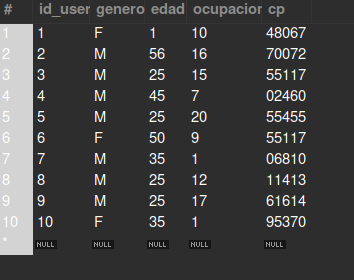 # id_user genero edad ocupacion cp
1 1 F 1 10 48067
2 2 M 56 16 70072
3 3 M 25 15 55117
4 4 M 45 7 02460
5 5 M 25 20 55455
6 6 F 50 9 55117
7 7 M 35 1 06810
8 8 M 25 12 11413
9 9 M 25 17 61614
10 10 F 35 1 95370
* NULL NULL NULL NULL NULL